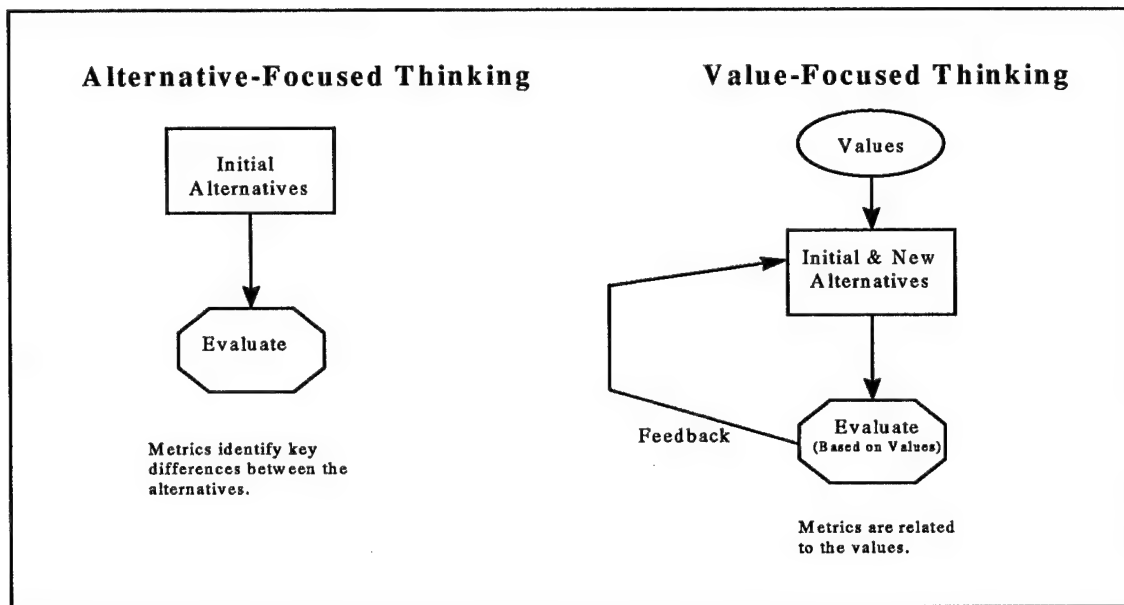 Alternative-Focused Thinking
Initial
Alternatives
Evaluate
Metrics identify key
differences between the
alternatives.
Value-Focused Thinking
Values
Initial & New
Alternatives
Feedback
Evaluate
(Based on Values)
Metrics are related
to the values.